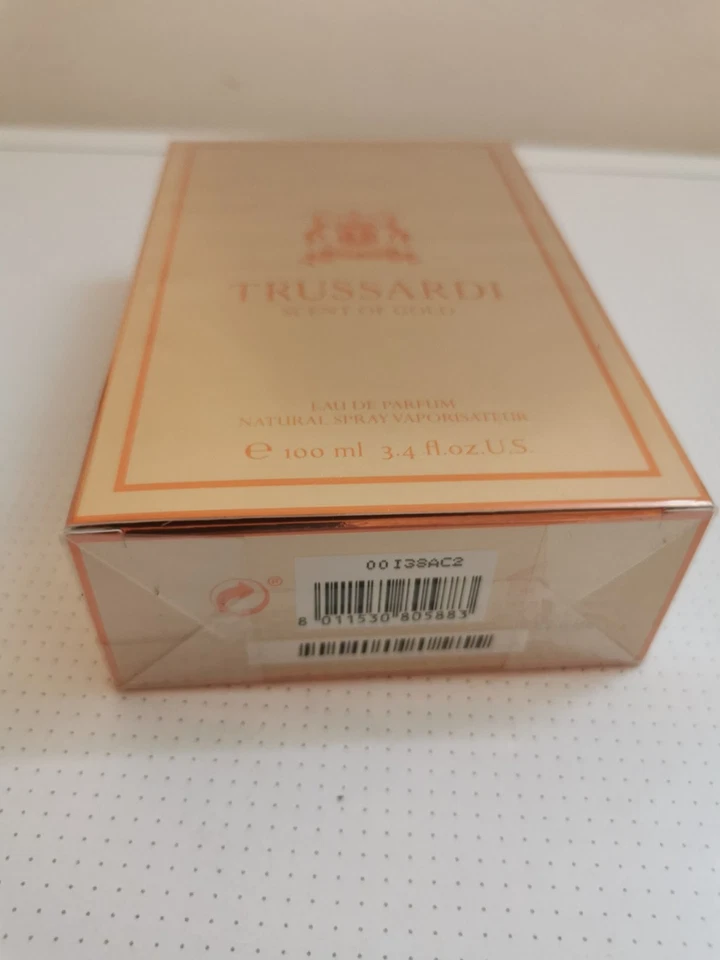 TRUSSARDI
SCENT OF GOLD
EAU DE PARFUM
NATURAL SPRAY VAPORISATEUR
e 100 ml 3.4 fl.oz.U.S.
00I38AC2
®
8 011530 805883